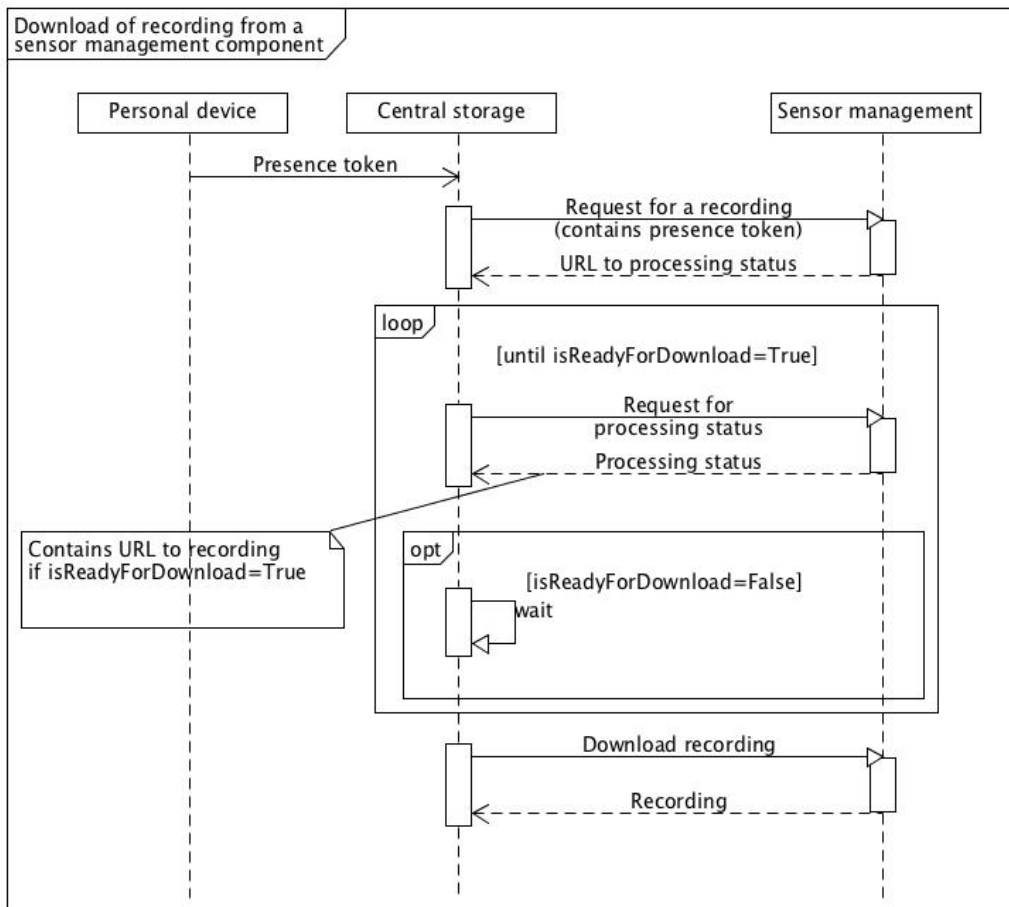 Download of recording from a
sensor management component
Personal device
Central storage
Sensor management
Presence token
Request for a recording
(contains presence token)
URL to processing status
loop
[until isReadyForDownload=True]
Request for
processing status
Processing status
Contains URL to recording
if isReadyForDownload=True
opt
[isReadyForDownload=False]
wait
Download recording
Recording